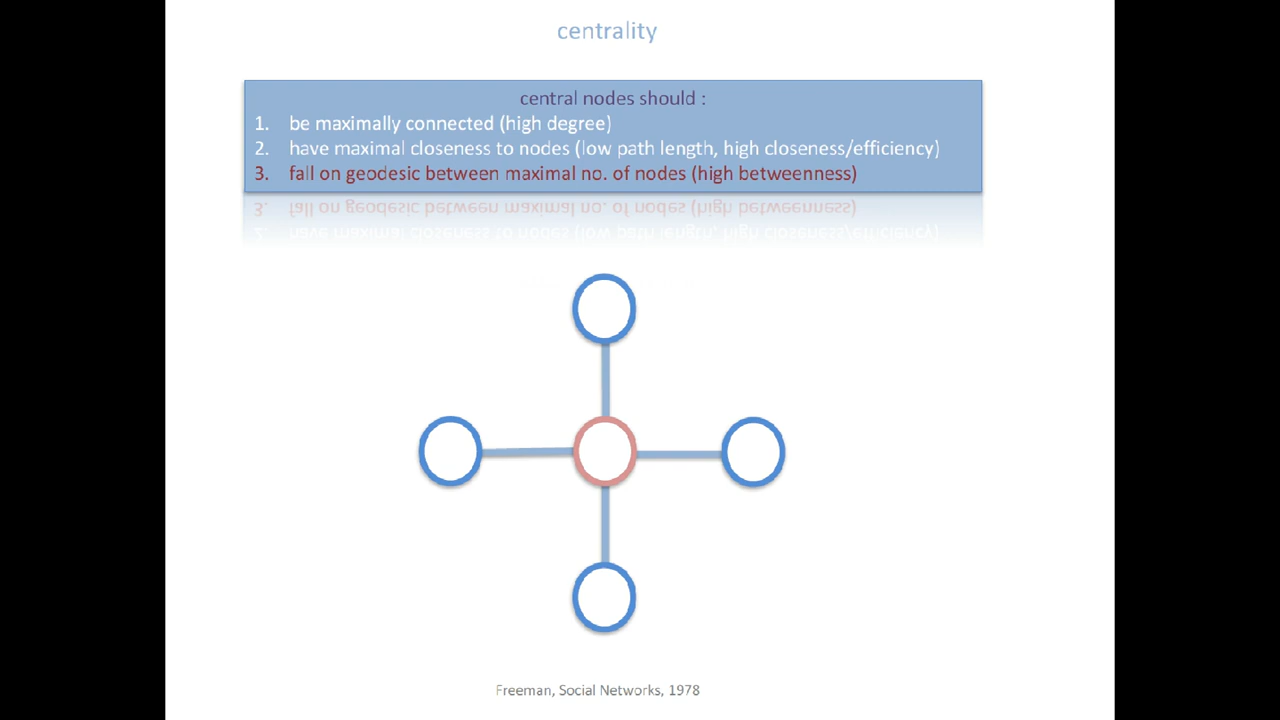 centrality
central nodes should :
1. be maximally connected (high degree)
2. have maximal closeness to nodes (low path length, high closeness/efficiency)
3. fall on geodesic between maximal no. of nodes (high betweenness)
Freeman, Social Networks, 1978